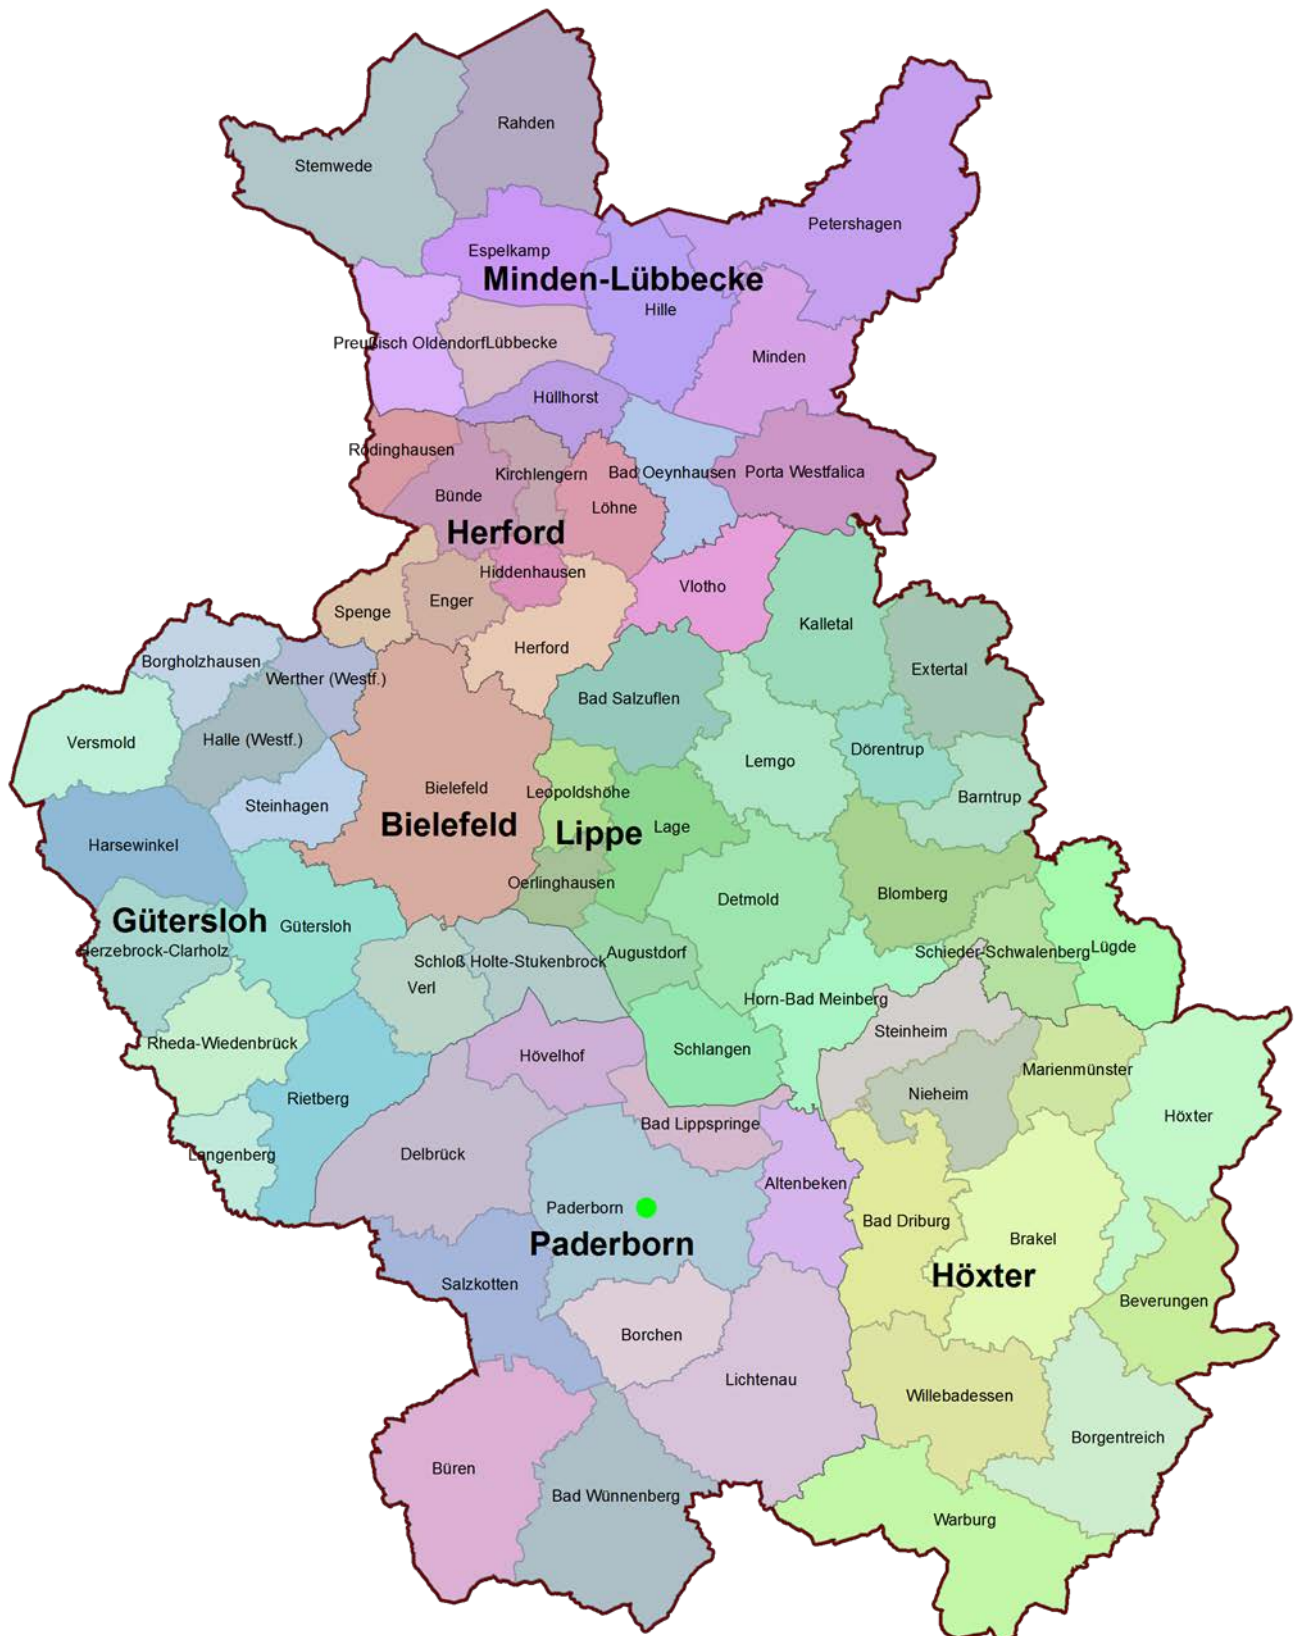 Rahden
Stemwede
Petershagen
Espelkamp
Minden-Lübbecke
Hille
Preußisch Oldendorf
Lübbecke
Minden
Hüllhorst
Rödinghausen
Kirchlengern
Bad Oeynhausen
Porta Westfalica
Bünde
Löhne
Herford
Hiddenhausen
Vlotho
Enger
Spenge
Kalletal
Herford
Borgholzhausen
Extertal
Werther (Westf.)
Bad Salzuflen
Versmold
Halle (Westf.)
Dörentrup
Lemgo
Bielefeld
Leopoldshöhe
Barntrup
Steinhagen
Bielefeld
Lippe
Lage
Harsewinkel
Oerlinghausen
Detmold
Blomberg
Gütersloh
Gütersloh
Herzebrock-Clarholz
Augustdorf
Schieder-Schwalenberg
Lügde
Schloß Holte-Stukenbrock
Verl
Horn-Bad Meinberg
Steinheim
Rheda-Wiedenbrück
Hövelhof
Schlangen
Marienmünster
Rietberg
Nieheim
Höxter
Bad Lippspringe
Langenberg
Delbrück
Altenbeken
Paderborn
Bad Driburg
Paderborn
Brakel
Höxter
Salzkotten
Beverungen
Borchen
Lichtenau
Willebadessen
Borgentreich
Büren
Bad Wünnenberg
Warburg